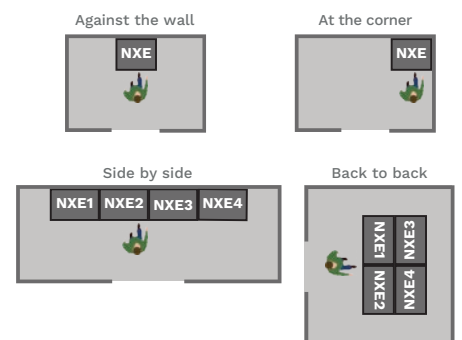 Against the wall
At the corner
NXE
NXE
Side by side
Back to back
NXE1 NXE2 NXE3 NXE4
NXE1 NXE3
NXE2 NXE4